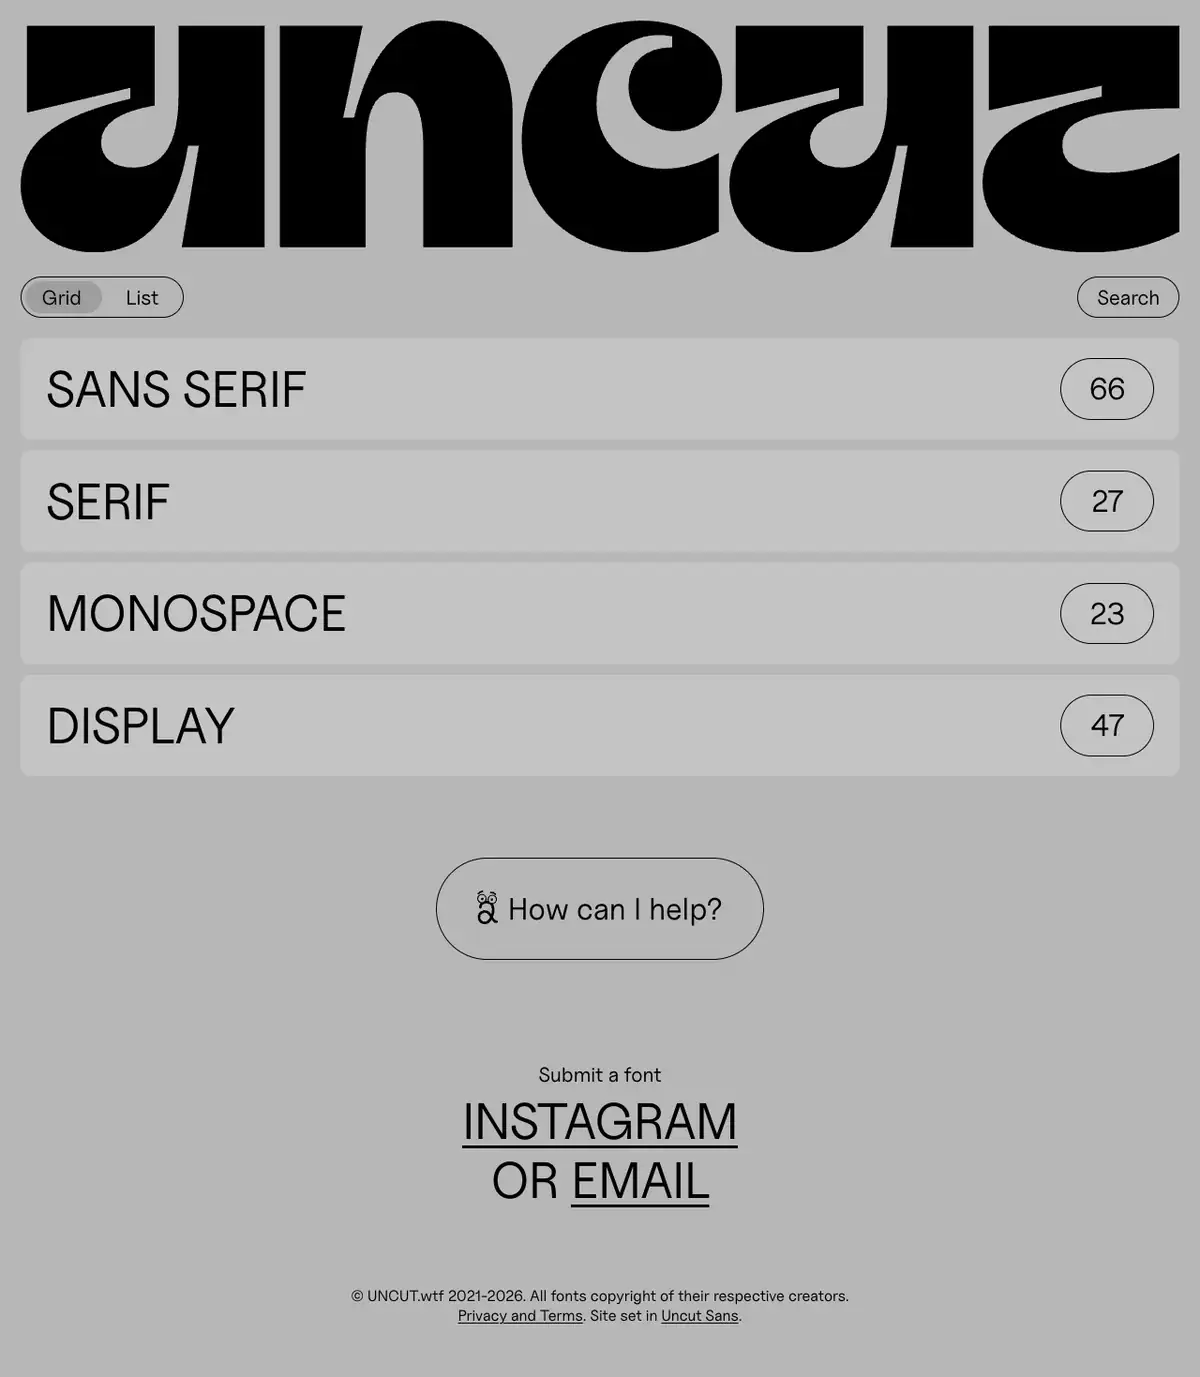 uncut
Grid
List
Search
SANS SERIF
66
SERIF
27
MONOSPACE
23
DISPLAY
47
How can I help?
Submit a font
INSTAGRAM
OR EMAIL
© UNCUT.wtf 2021-2026. All fonts copyright of their respective creators.
Privacy and Terms. Site set in Uncut Sans.